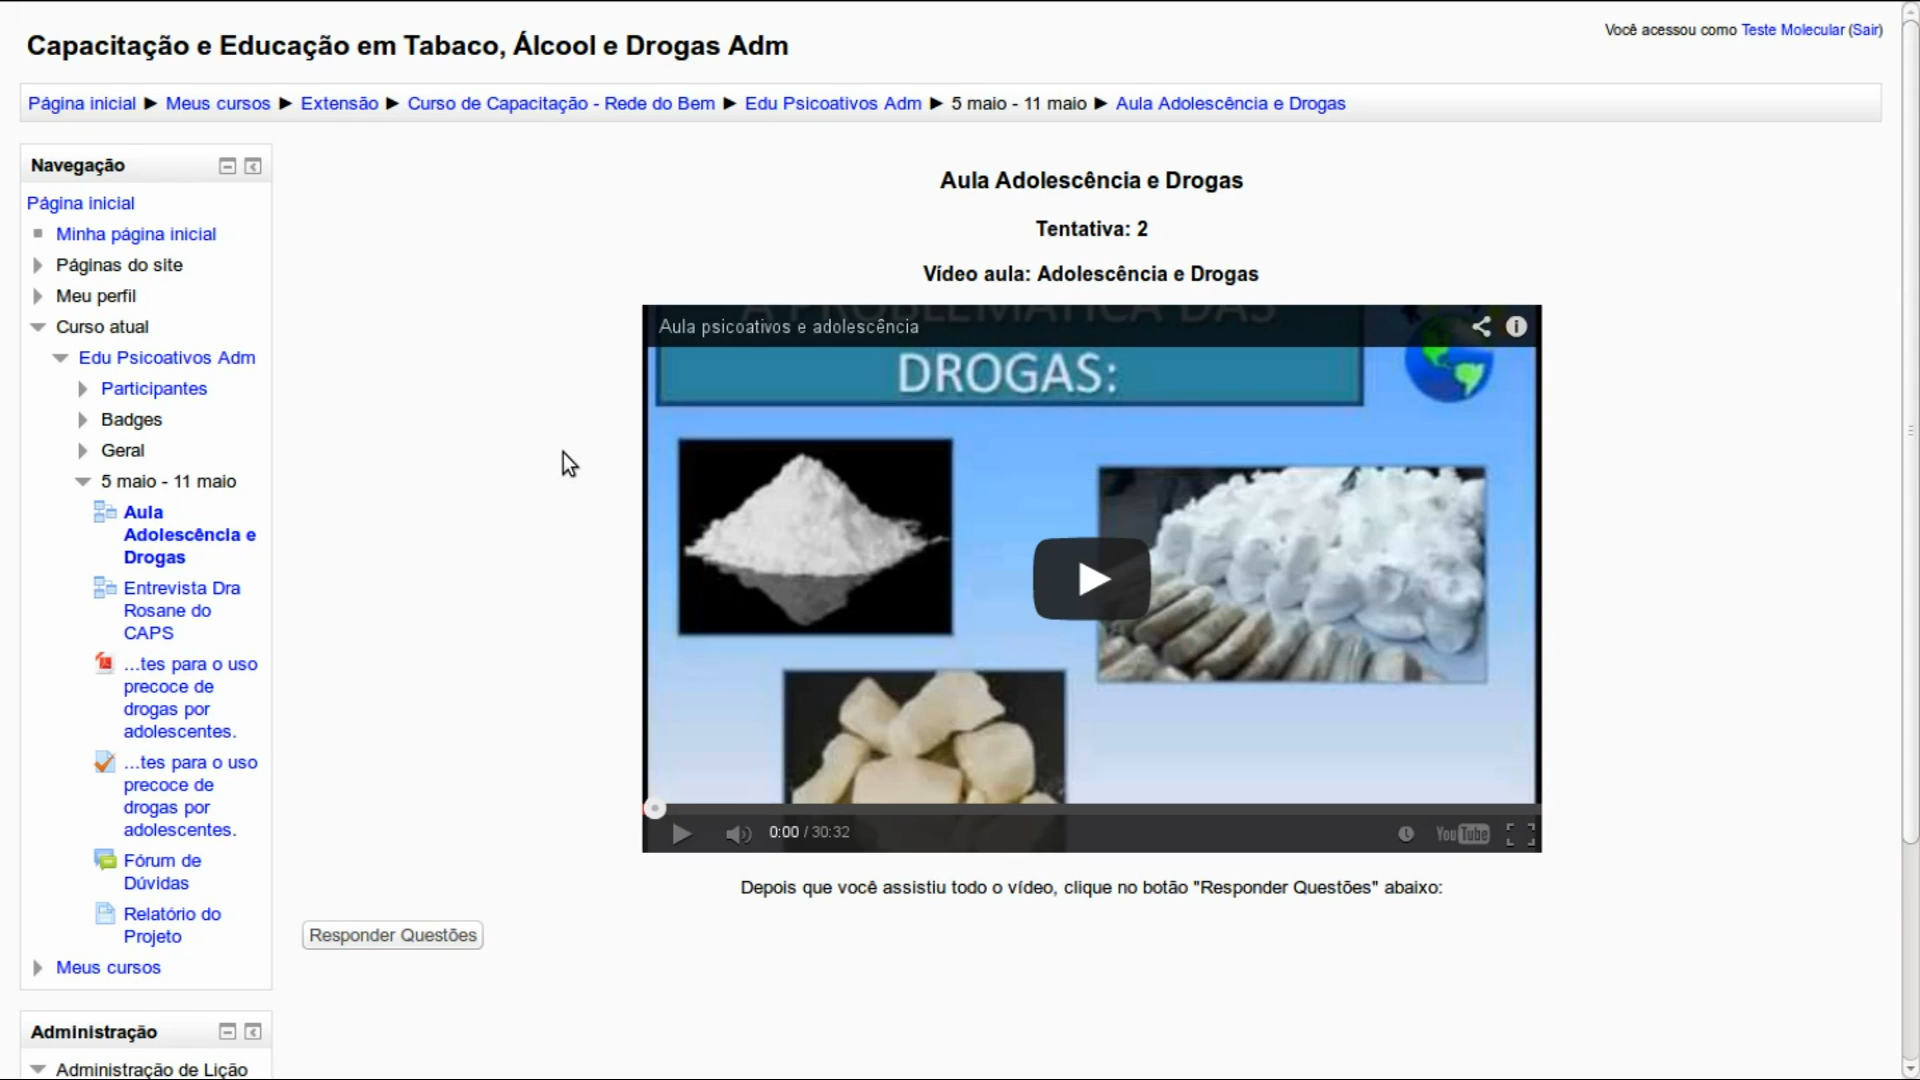 Capacitação e Educação em Tabaco, Álcool e Drogas Adm
Você acessou como Teste Molecular (Sair)
Página inicial ► Meus cursos ► Extensão ► Curso de Capacitação - Rede do Bem ► Edu Psicoativos Adm ► 5 maio - 11 maio ► Aula Adolescência e Drogas
Navegação
Página inicial
Minha página inicial
Páginas do site
Meu perfil
Curso atual
Edu Psicoativos Adm
Participantes
Badges
Geral
5 maio - 11 maio
Aula
Adolescência e
Drogas
Entrevista Dra
Rosane do
CAPS
...tes para o uso
precoce de
drogas por
adolescentes.
...tes para o uso
precoce de
drogas por
adolescentes.
Fórum de
Dúvidas
Relatório do
Projeto
Meus cursos
Administração
Administração de Lição
Aula Adolescência e Drogas
Tentativa: 2
Vídeo aula: Adolescência e Drogas
A PROBLEMÁTICA DAS
Aula psicoativos e adolescência
DROGAS:
0:00 / 30:32
YouTube
Depois que você assistiu todo o vídeo, clique no botão "Responder Questões" abaixo:
Responder Questões